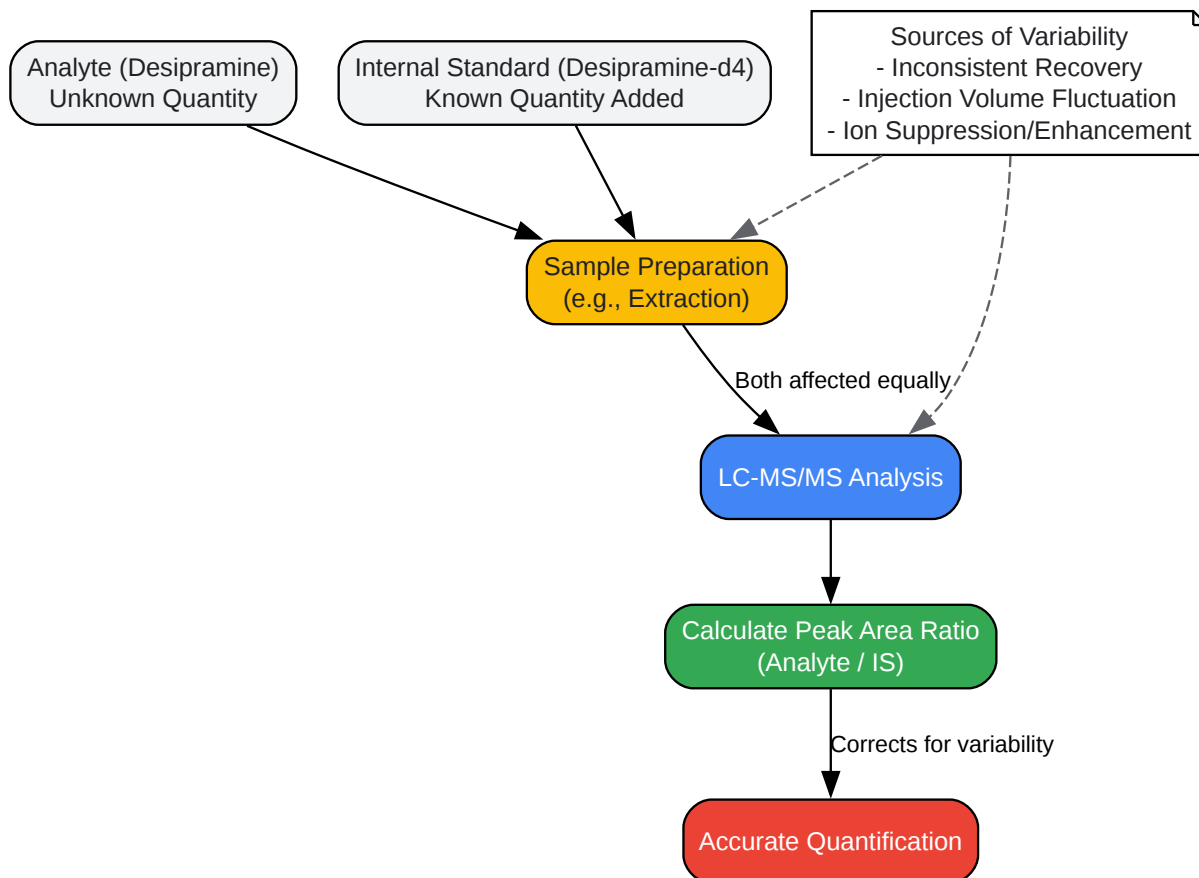 Analyte (Desipramine)
Unknown Quantity
Internal Standard (Desipramine-d4)
Known Quantity Added
Sources of Variability
- Inconsistent Recovery
- Injection Volume Fluctuation
- Ion Suppression/Enhancement
Sample Preparation
(e.g., Extraction)
Both affected equally
LC-MS/MS Analysis
Calculate Peak Area Ratio
(Analyte / IS)
Corrects for variability
Accurate Quantification